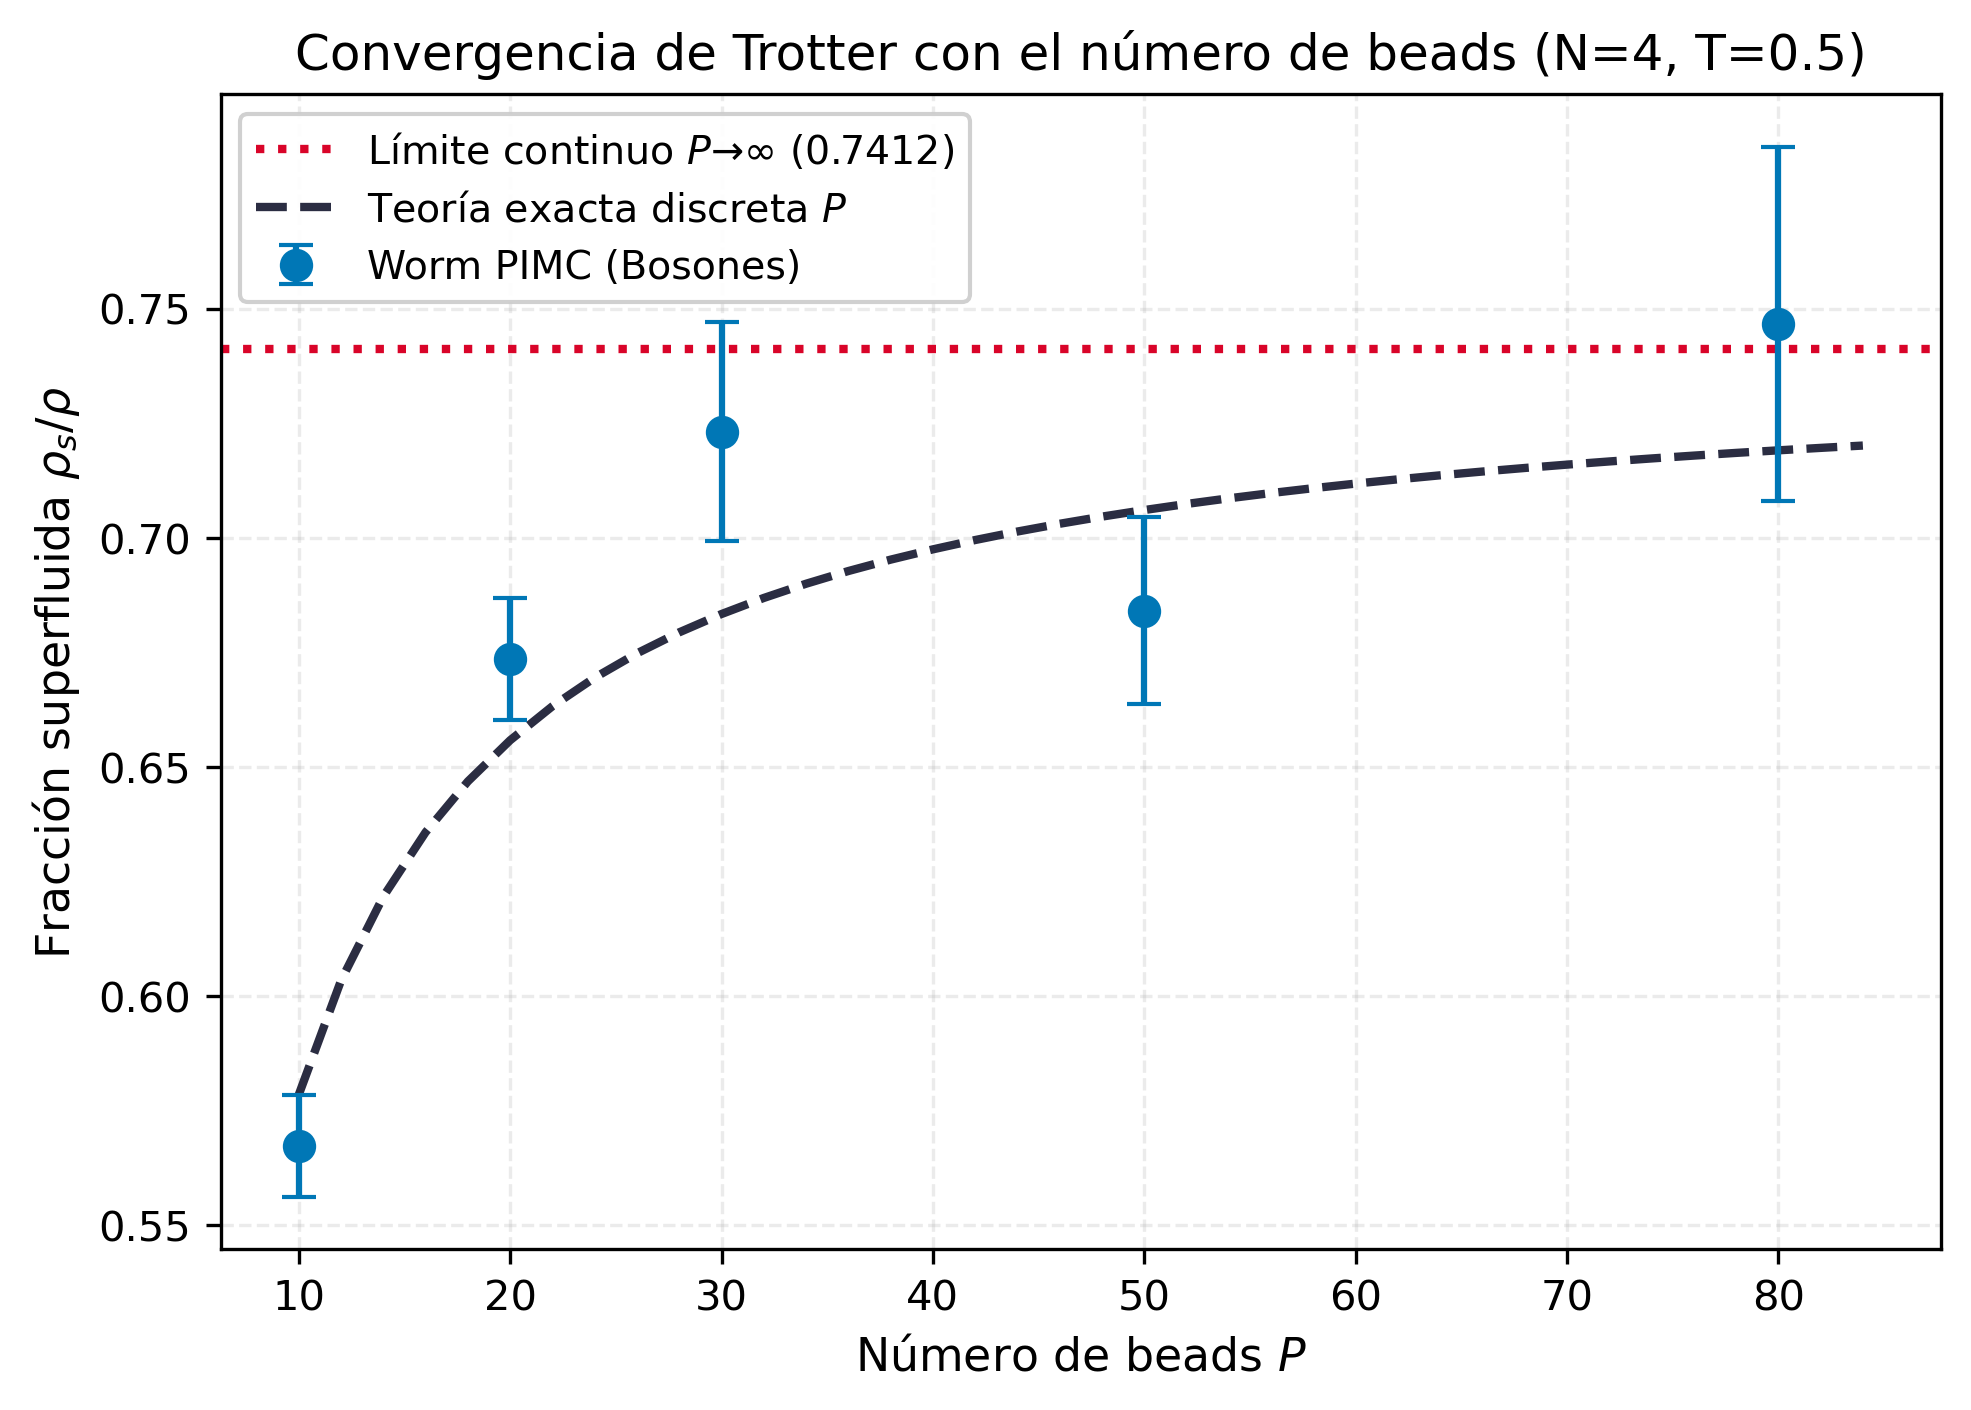 Convergencia de Trotter con el número de beads (N=4, T=0.5)
Límite continuo P→∞ (0.7412)
Teoría exacta discreta P
Worm PIMC (Bosones)
Fracción superfluida ρs/ρ
0.75
0.70
0.65
0.60
0.55
10 20 30 40 50 60 70 80
Número de beads P